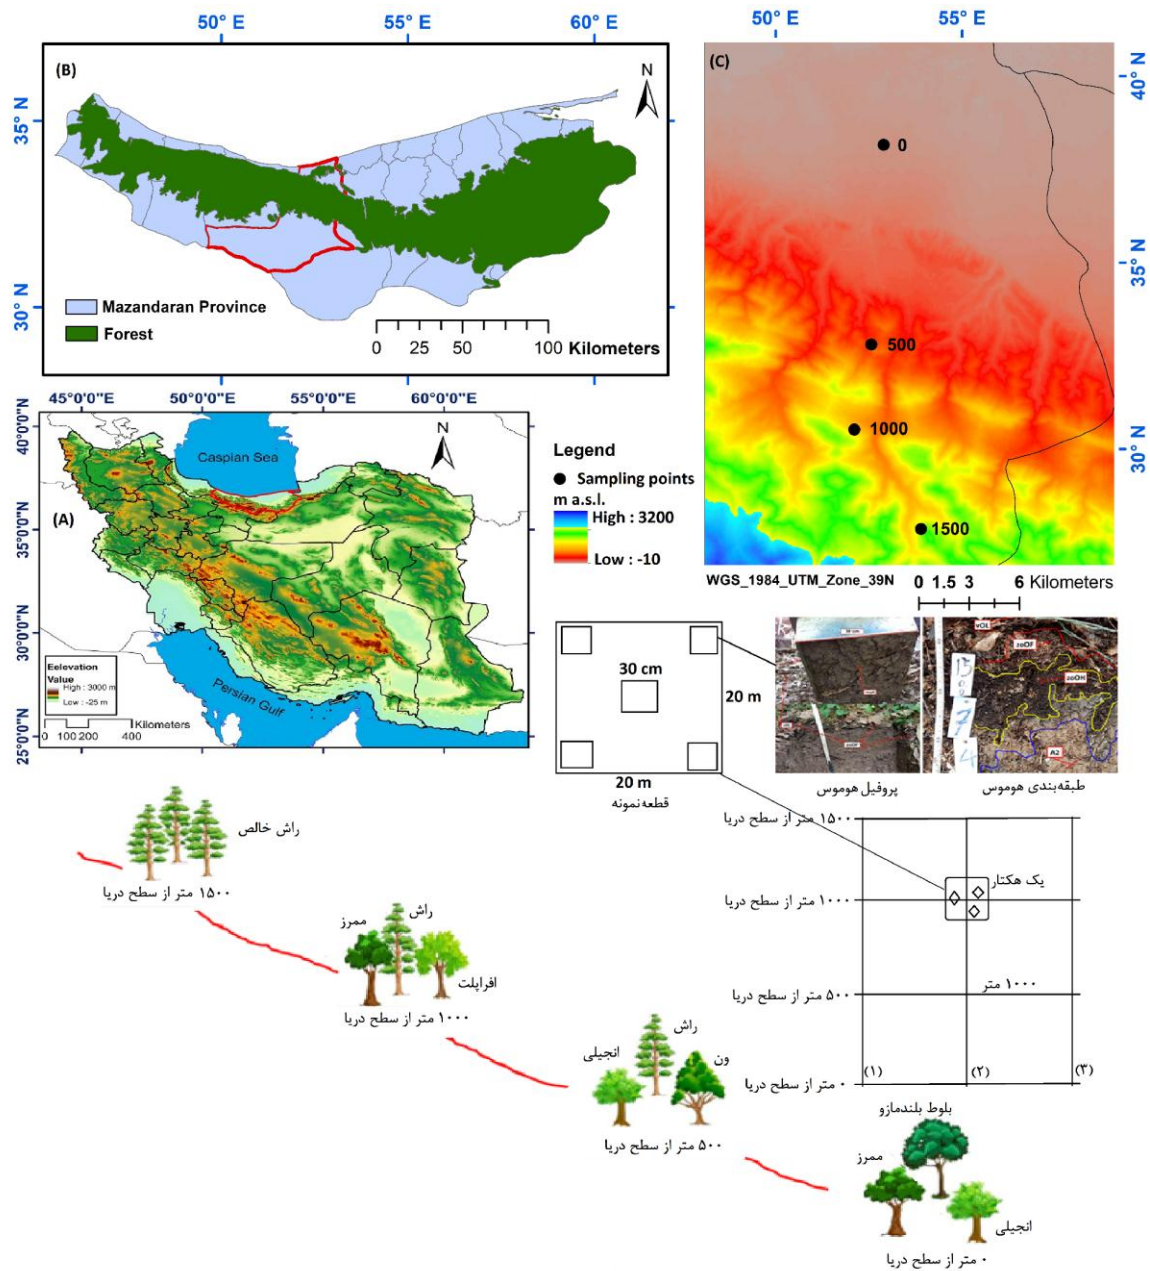 50° E
55° E
60° E
(B)
N
35° N
30° N
Mazandaran Province
Forest
0 25 50 100 Kilometers
50° E
55° E
(C)
40° N
35° N
30° N
0
500
1000
1500
WGS_1984_UTM_Zone_39N
0 1.5 3 6 Kilometers
Legend
Sampling points
m a.s.l.
High : 3200
Low : -10
45°0'0"E
50°0'0"E
55°0'0"E
60°0'0"E
40°0'0"N
35°0'0"N
30°0'0"N
25°0'0"N
N
(A)
Caspian Sea
Persian Gulf
Eelevation
Value
High : 3000 m
Low : -25 m
Kilometers
0 100 200 400
30 cm
20 m
20 m
قطعه‌نمونه
پروفیل هوموس
vOL
zoOF
zoOH
A2
طبقه‌بندی هوموس
۱۵۰۰ متر از سطح دریا
۱۰۰۰ متر از سطح دریا
۵۰۰ متر از سطح دریا
۰ متر از سطح دریا
یک هکتار
۱۰۰۰ متر
(۱)
(۲)
(۳)
راش خالص
۱۵۰۰ متر از سطح دریا
راش
ممرز
افراپلت
۱۰۰۰ متر از سطح دریا
راش
انجیلی
ون
۵۰۰ متر از سطح دریا
بلوط بلندمازو
ممرز
انجیلی
۰ متر از سطح دریا